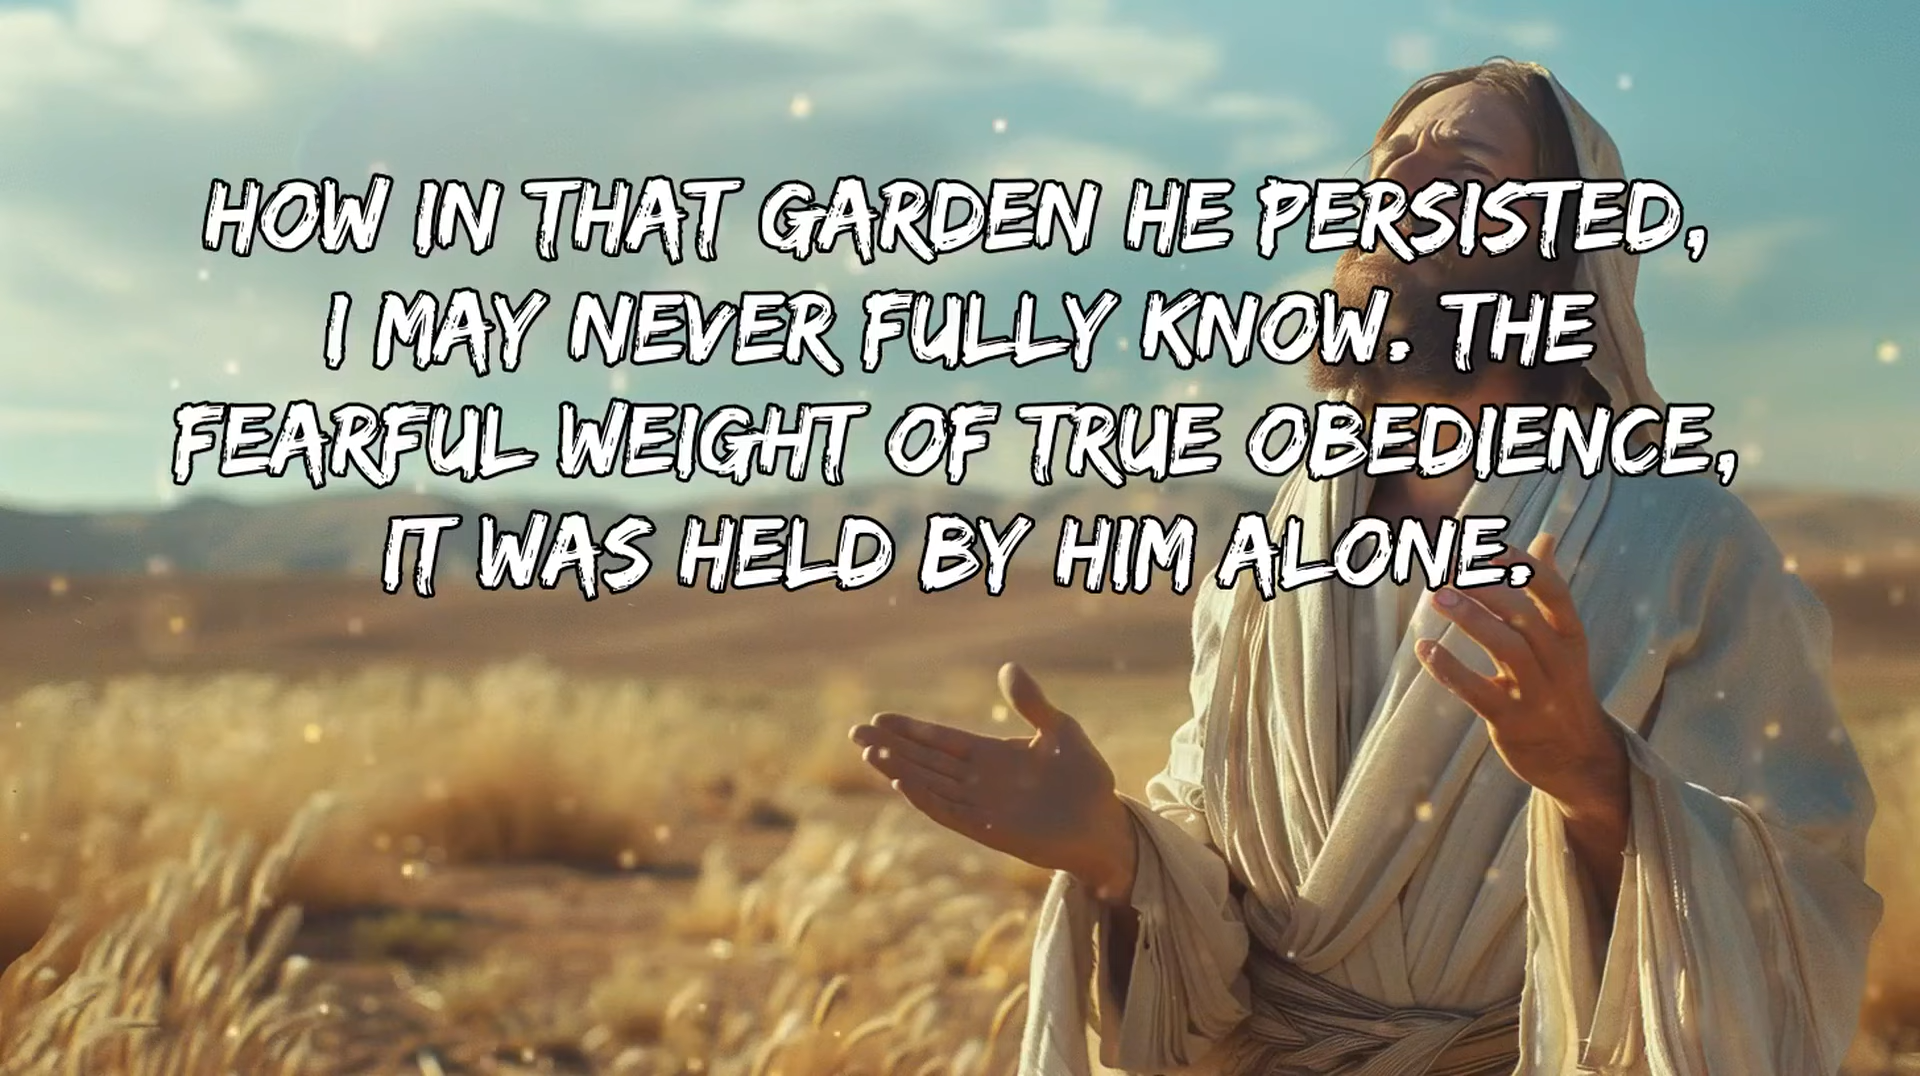 HOW IN THAT GARDEN HE PERSISTED,
I MAY NEVER FULLY KNOW. THE
FEARFUL WEIGHT OF TRUE OBEDIENCE,
IT WAS HELD BY HIM ALONE.